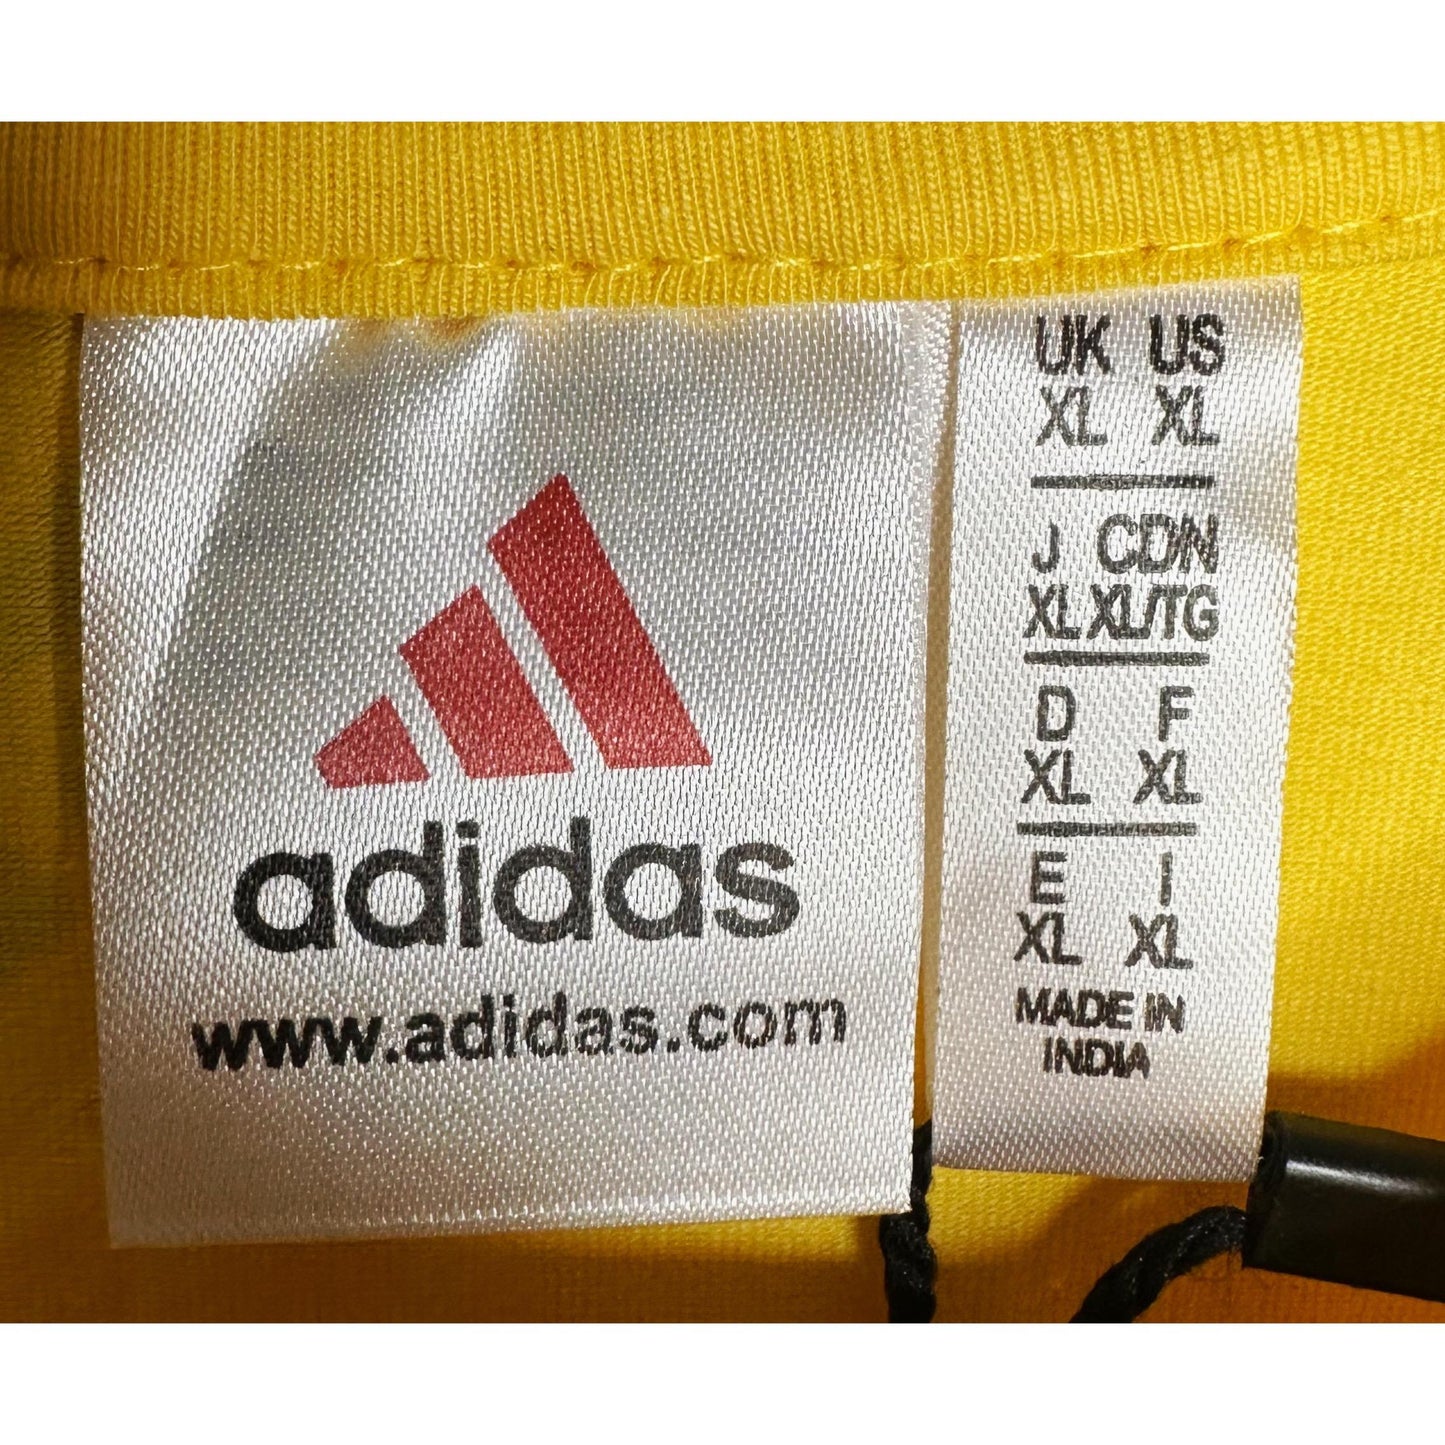 adidas
www.adidas.com
UK US
XL XL
J CDN
XL XL/TG
D F
XL XL
E I
XL XL
MADE IN
INDIA